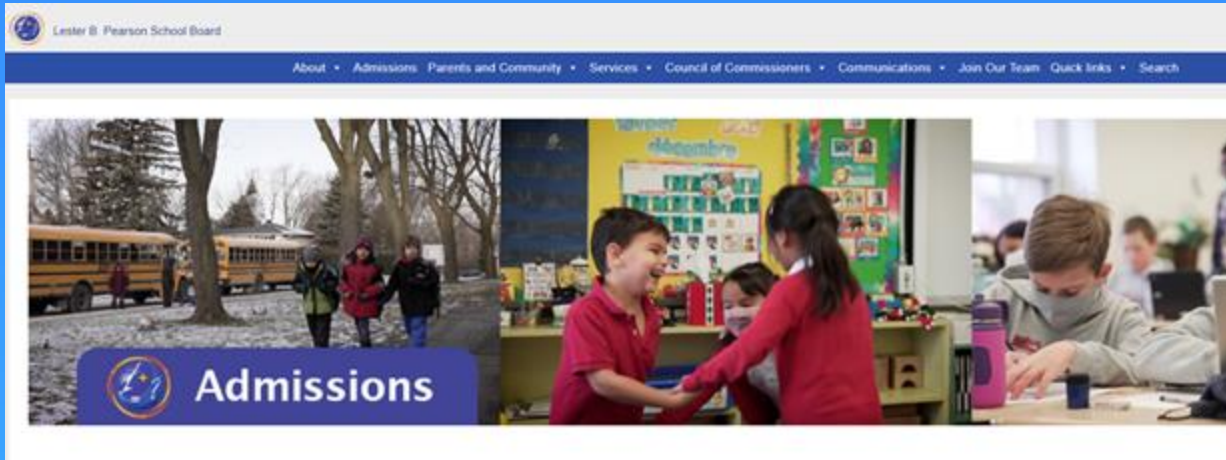 Lester B. Pearson School Board
About Admissions Parents and Community Services Council of Commissioners Communications Join Our Team Quick links Search
décembre
Admissions